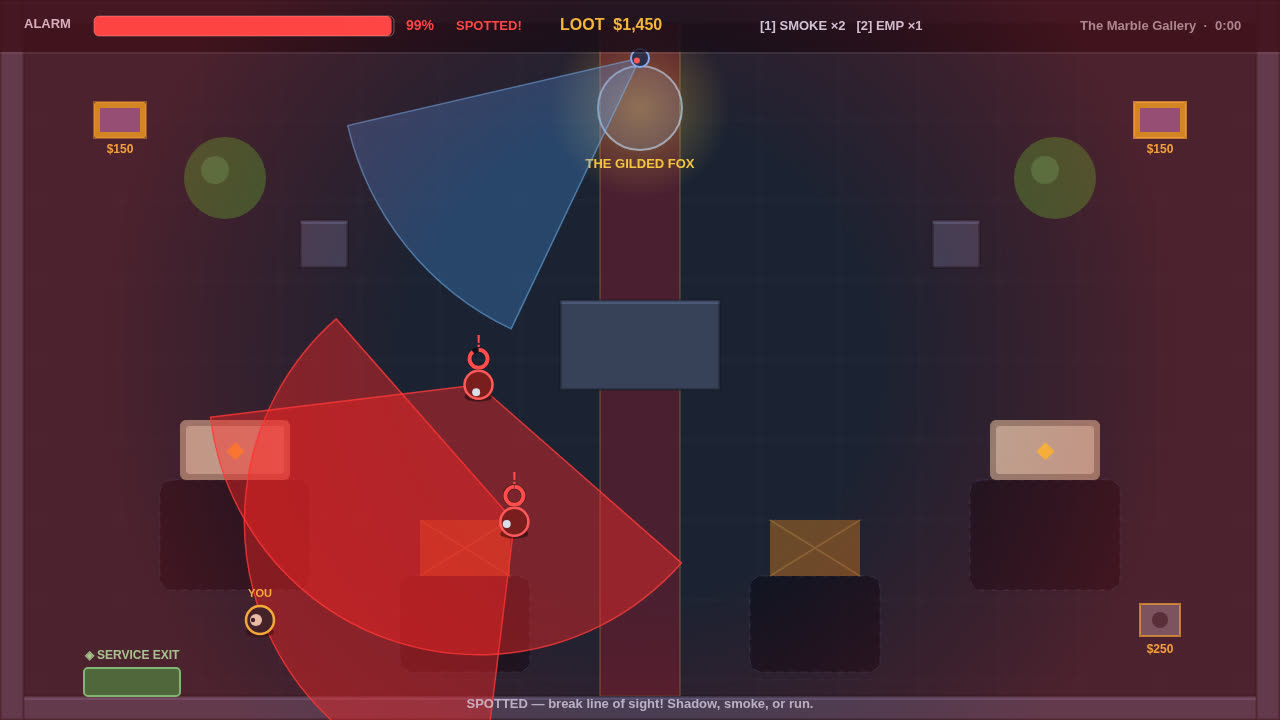 ALARM 99% SPOTTED! LOOT $1,450 [1] SMOKE ×2 [2] EMP ×1 The Marble Gallery · 0:00
$150
THE GILDED FOX
$150
!
!
YOU
◈ SERVICE EXIT
$250
SPOTTED — break line of sight! Shadow, smoke, or run.